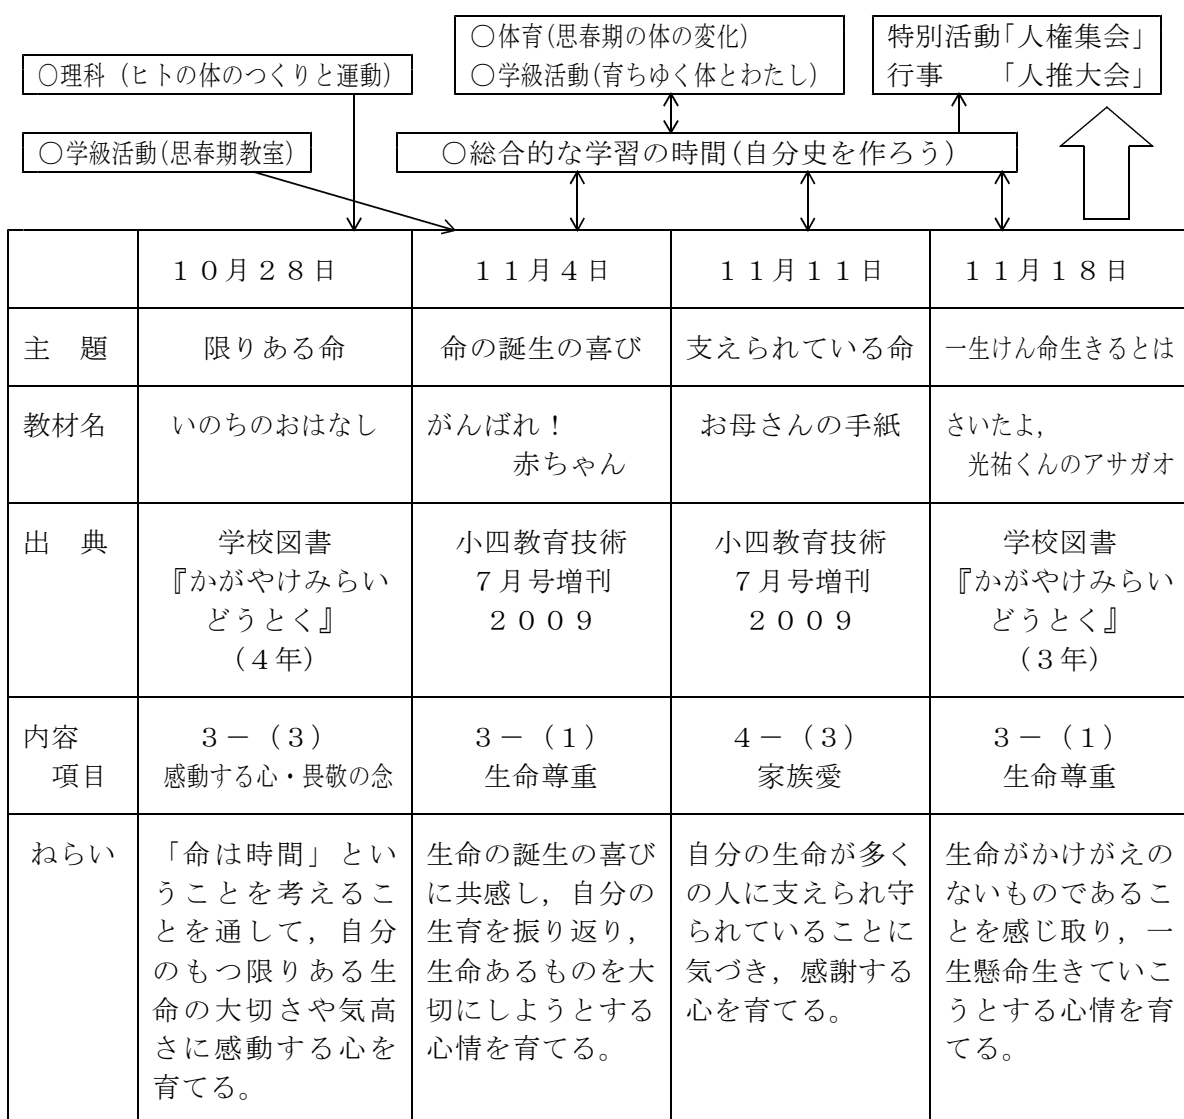 ○体育(思春期の体の変化)
○学級活動(育ちゆく体とわたし)
特別活動「人権集会」
行事　　「人推大会」
○理科（ヒトの体のつくりと運動）
○学級活動(思春期教室)
○総合的な学習の時間(自分史を作ろう)
１０月２８日
１１月４日
１１月１１日
１１月１８日
主　題
限りある命
命の誕生の喜び
支えられている命
一生けん命生きるとは
教材名
いのちのおはなし
がんばれ！
赤ちゃん
お母さんの手紙
さいたよ，
光祐くんのアサガオ
出　典
学校図書
『かがやけみらい
どうとく』
（４年）
小四教育技術
７月号増刊
２００９
小四教育技術
７月号増刊
２００９
学校図書
『かがやけみらい
どうとく』
（３年）
内容
項目
３－（３）
感動する心・畏敬の念
３－（１）
生命尊重
４－（３）
家族愛
３－（１）
生命尊重
ねらい
「命は時間」とい
うことを考えるこ
とを通して，自分
のもつ限りある生
命の大切さや気高
さに感動する心を
育てる。
生命の誕生の喜び
に共感し，自分の
生育を振り返り，
生命あるものを大
切にしようとする
心情を育てる。
自分の生命が多く
の人に支えられ守
られていることに
気づき，感謝する
心を育てる。
生命がかけがえの
ないものであるこ
とを感じ取り，一
生懸命生きていこ
うとする心情を育
てる。